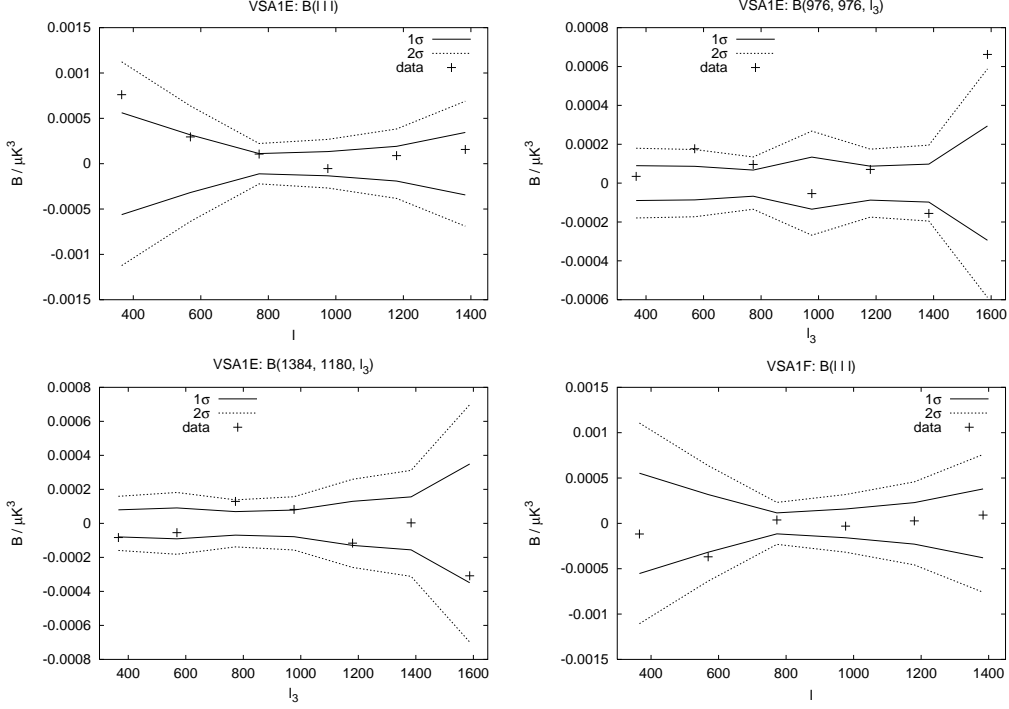 VSA1E: B(l l l)
0.0015
0.001
0.0005
0
-0.0005
-0.001
-0.0015
B / μK³
1σ
2σ
data
400 600 800 1000 1200 1400
l
VSA1E: B(976, 976, l₃)
0.0008
0.0006
0.0004
0.0002
0
-0.0002
-0.0004
-0.0006
B / μK³
1σ
2σ
data
400 600 800 1000 1200 1400 1600
l₃
VSA1E: B(1384, 1180, l₃)
0.0008
0.0006
0.0004
0.0002
0
-0.0002
-0.0004
-0.0006
-0.0008
B / μK³
1σ
2σ
data
400 600 800 1000 1200 1400 1600
l₃
VSA1F: B(l l l)
0.0015
0.001
0.0005
0
-0.0005
-0.001
-0.0015
B / μK³
1σ
2σ
data
400 600 800 1000 1200 1400
l